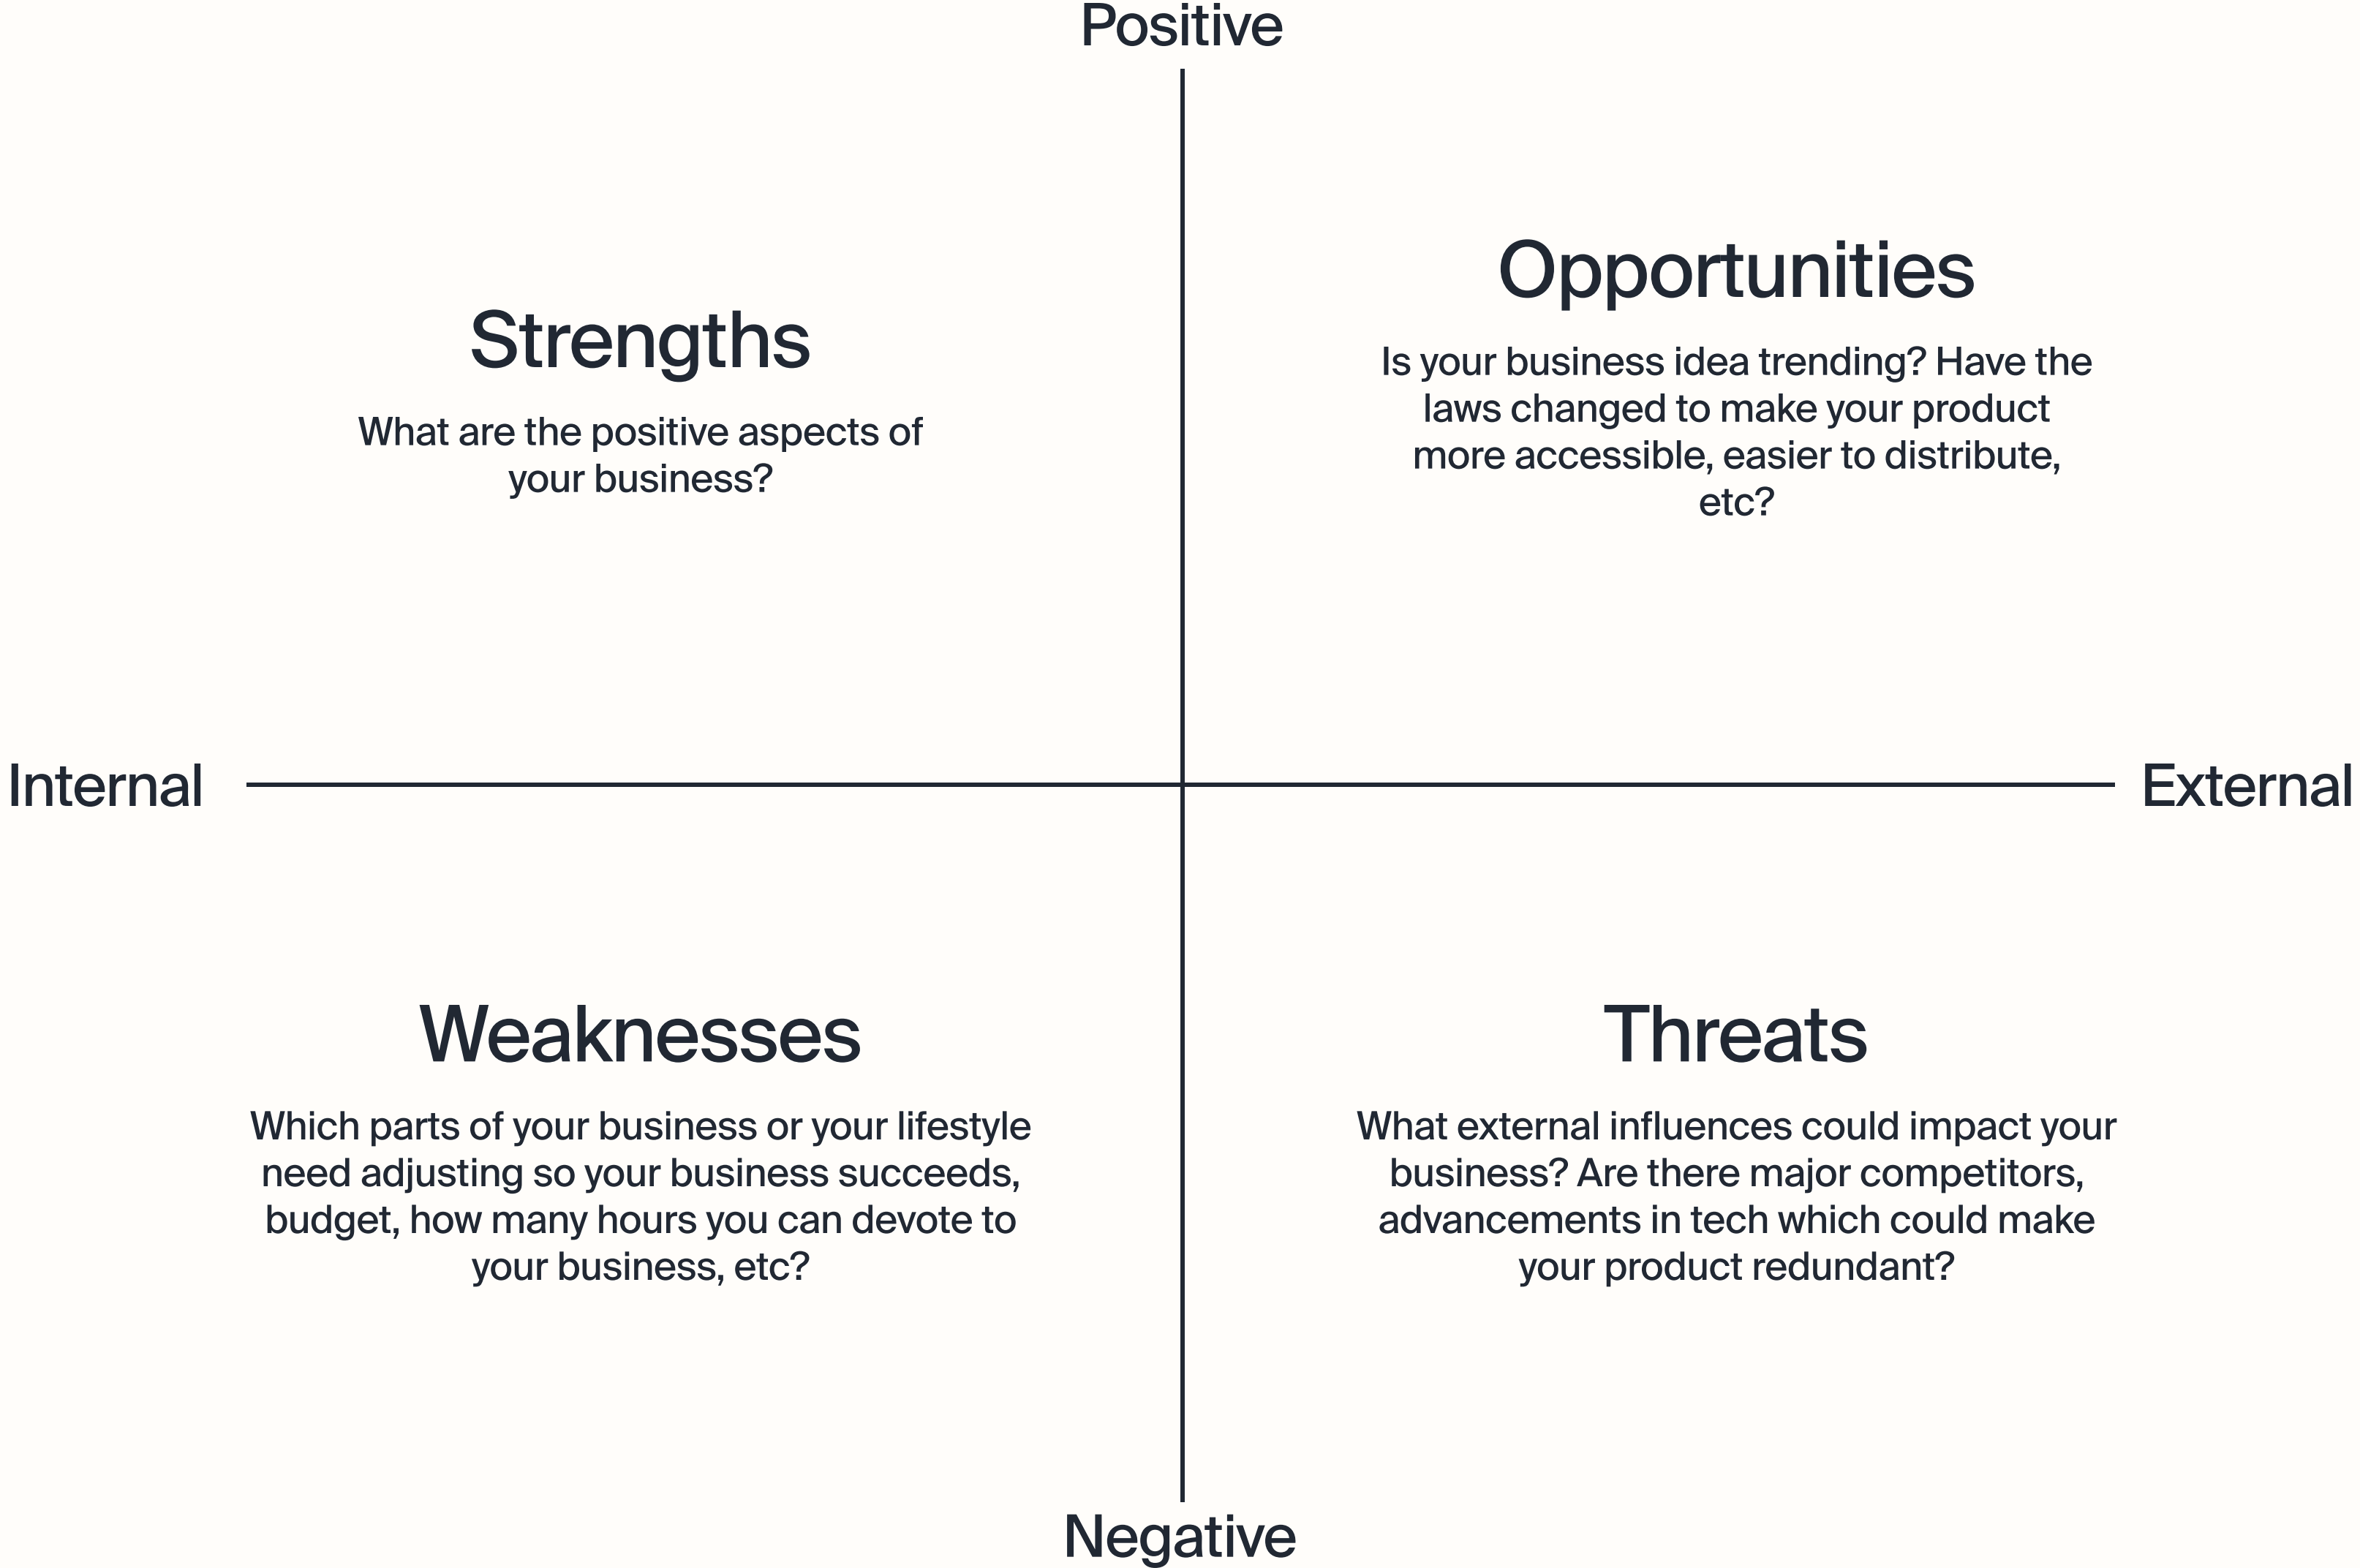 Positive
Strengths
What are the positive aspects of
your business?
Opportunities
Is your business idea trending? Have the
laws changed to make your product
more accessible, easier to distribute,
etc?
Internal
External
Weaknesses
Which parts of your business or your lifestyle
need adjusting so your business succeeds,
budget, how many hours you can devote to
your business, etc?
Threats
What external influences could impact your
business? Are there major competitors,
advancements in tech which could make
your product redundant?
Negative